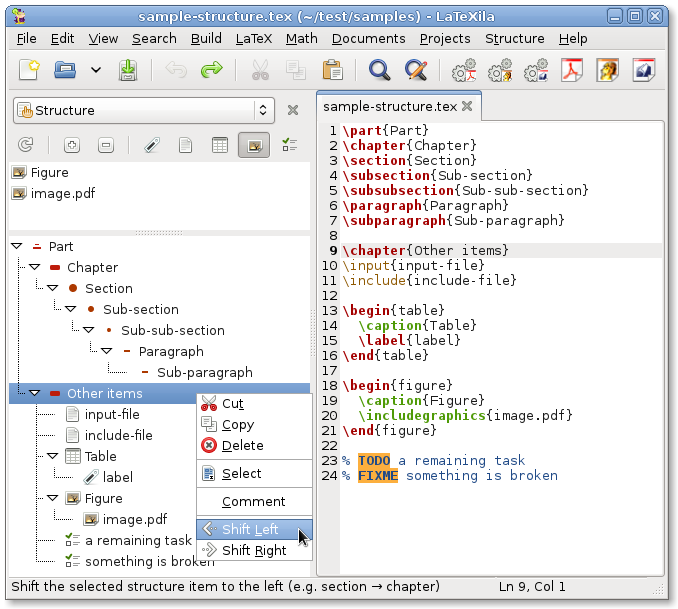 sample-structure.tex (~/test/samples) - LaTeXila
File Edit View Search Build LaTeX Math Documents Projects Structure Help
Structure
sample-structure.tex
Figure
image.pdf
Part
Chapter
Section
Sub-section
Sub-sub-section
Paragraph
Sub-paragraph
Other items
input-file
include-file
Table
label
Figure
image.pdf
a remaining task
something is broken
Cut
Copy
Delete
Select
Comment
Shift Left
Shift Right
1 \part{Part}
2 \chapter{Chapter}
3 \section{Section}
4 \subsection{Sub-section}
5 \subsubsection{Sub-sub-section}
6 \paragraph{Paragraph}
7 \subparagraph{Sub-paragraph}
8
9 \chapter{Other items}
10 \input{input-file}
11 \include{include-file}
12
13 \begin{table}
14   \caption{Table}
15   \label{label}
16 \end{table}
17
18 \begin{figure}
19   \caption{Figure}
20   \includegraphics{image.pdf}
21 \end{figure}
22
23 % TODO a remaining task
24 % FIXME something is broken
Shift the selected structure item to the left (e.g. section → chapter)
Ln 9, Col 1